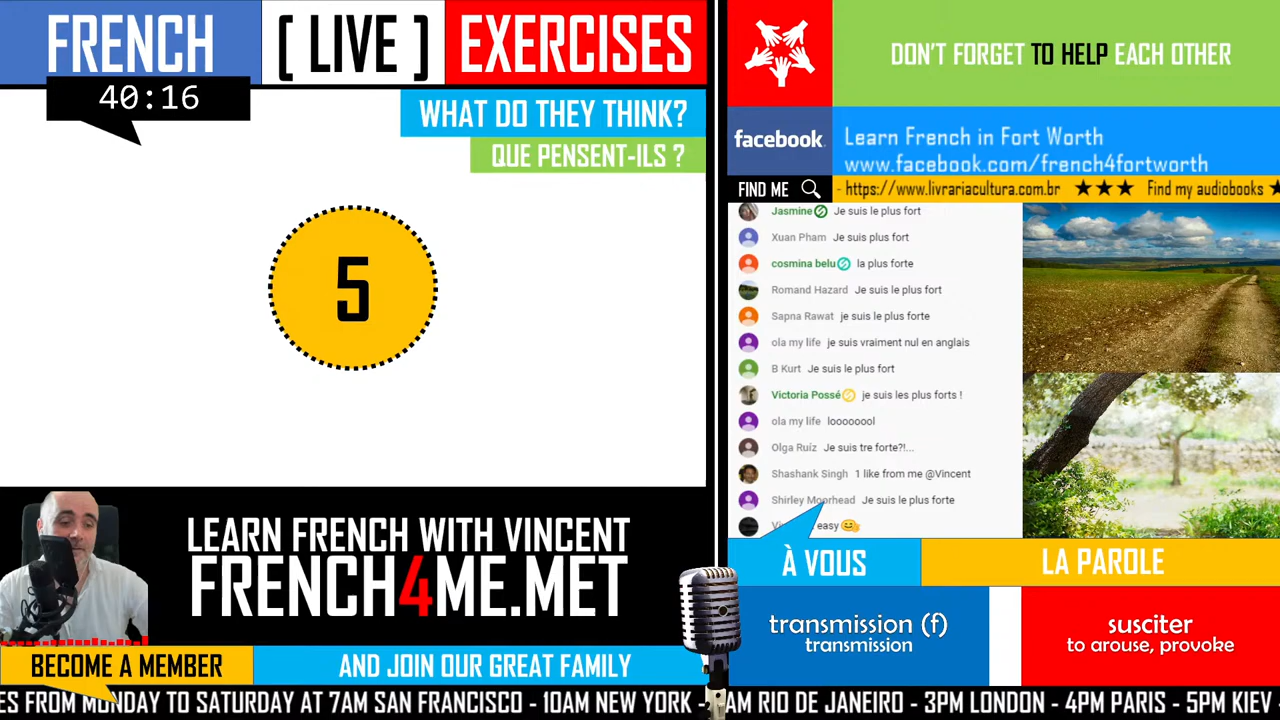 FRENCH
[ LIVE ]
EXERCISES
40:16
WHAT DO THEY THINK?
QUE PENSENT-ILS ?
5
LEARN FRENCH WITH VINCENT
FRENCH4ME.MET
BECOME A MEMBER
AND JOIN OUR GREAT FAMILY
DON'T FORGET TO HELP EACH OTHER
facebook
Learn French in Fort Worth
www.facebook.com/french4fortworth
FIND ME
- https://www.livrariacultura.com.br ★★★ Find my audiobooks
Jasmine Je suis le plus fort
Xuan Pham Je suis plus fort
cosmina belu la plus forte
Romand Hazard Je suis le plus fort
Sapna Rawat je suis le plus forte
ola my life je suis vraiment nul en anglais
B Kurt Je suis le plus fort
Victoria Possé je suis les plus forts !
ola my life loooooool
Olga Ruíz Je suis tre forte?!...
Shashank Singh 1 like from me @Vincent
Shirley Moorhead Je suis le plus forte
easy
À VOUS
LA PAROLE
transmission (f)
transmission
susciter
to arouse, provoke
ES FROM MONDAY TO SATURDAY AT 7AM SAN FRANCISCO - 10AM NEW YORK - AM RIO DE JANEIRO - 3PM LONDON - 4PM PARIS - 5PM KIEV